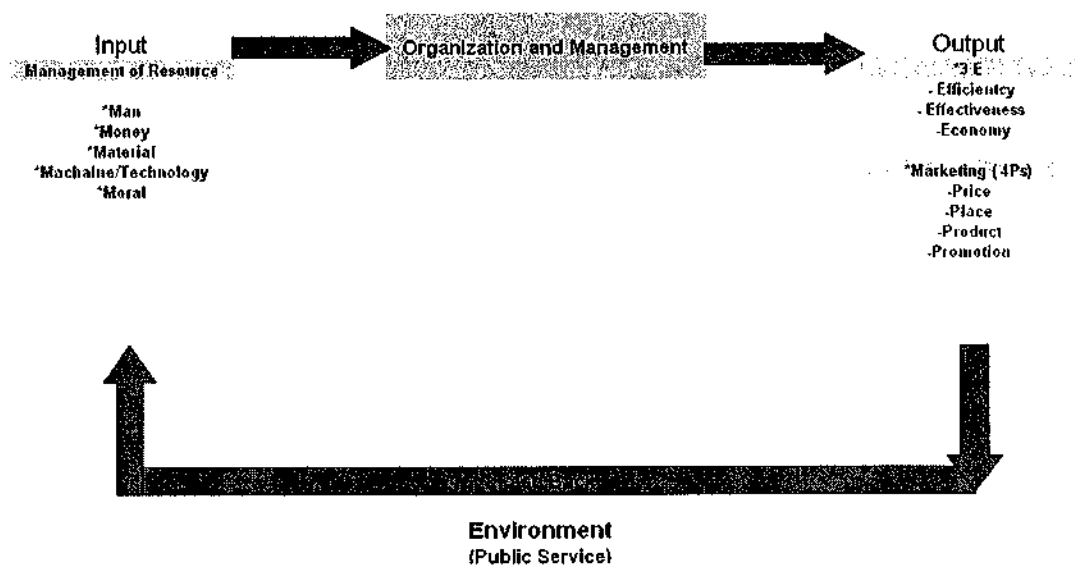 Input
Management of Resource
*Man
*Money
*Material
*Machaine/Technology
*Moral
Organization and Management
Output
*3 E
- Efficientcy
- Effectiveness
-Economy
*Marketing (4Ps)
-Price
-Place
-Product
-Promotion
Environment
(Public Service)